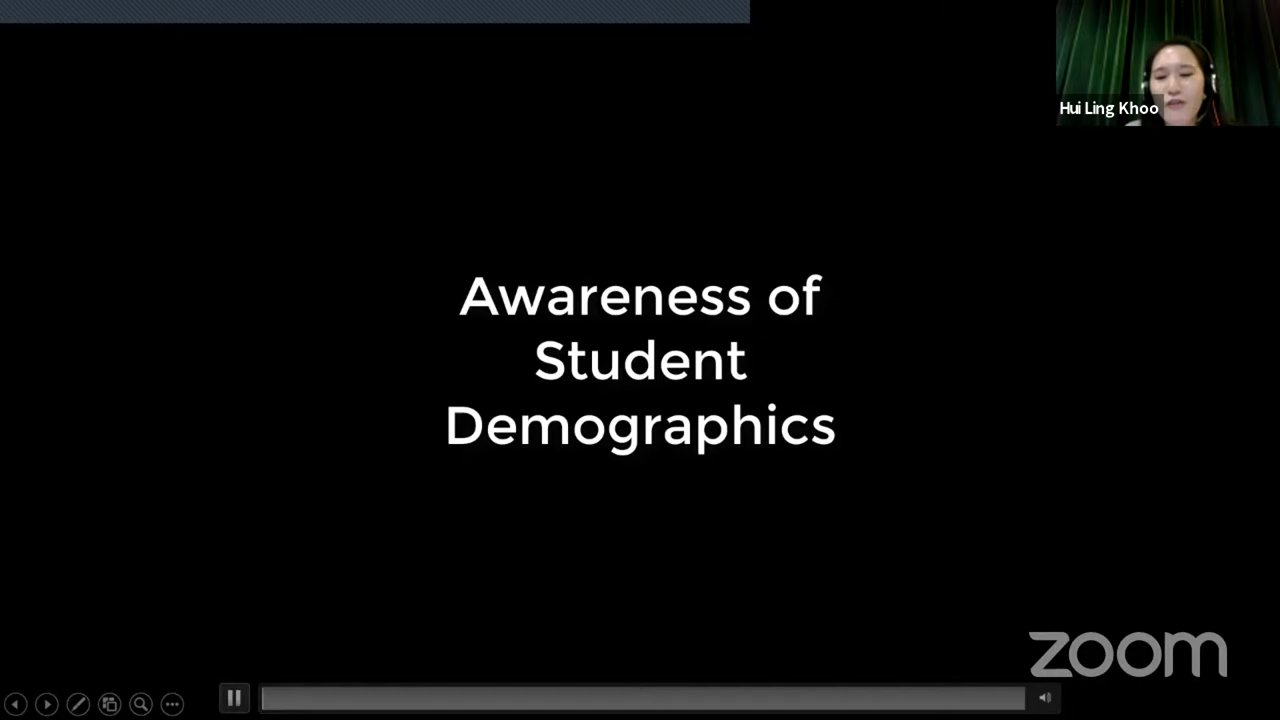 Hui Ling Khoo
Awareness of
Student
Demographics
zoom